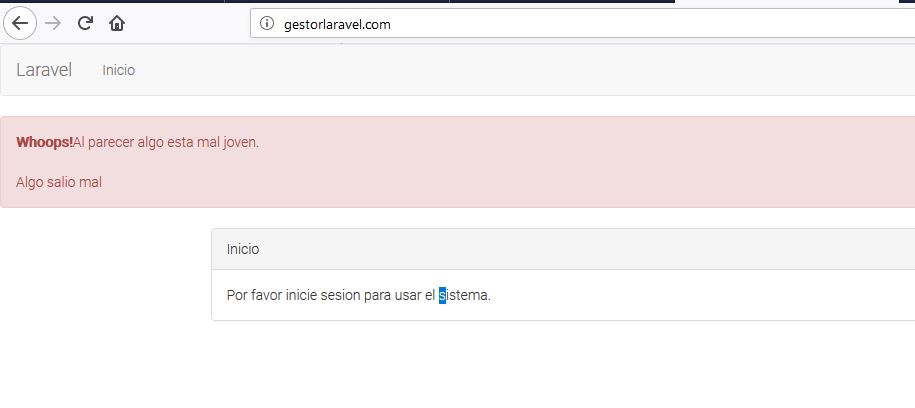 gestorlaravel.com
Laravel Inicio
Whoops!Al parecer algo esta mal joven.
Algo salio mal
Inicio
Por favor inicie sesion para usar el sistema.